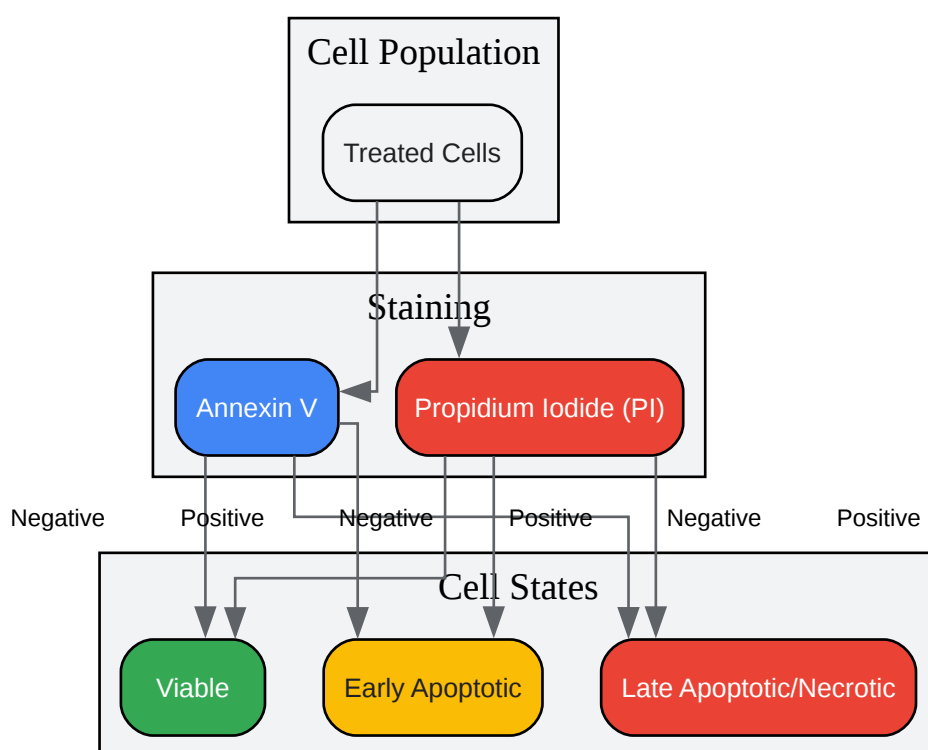 Cell Population
Treated Cells
Staining
Annexin V
Propidium Iodide (PI)
Negative
Positive
Negative
Positive
Negative
Positive
Cell States
Viable
Early Apoptotic
Late Apoptotic/Necrotic